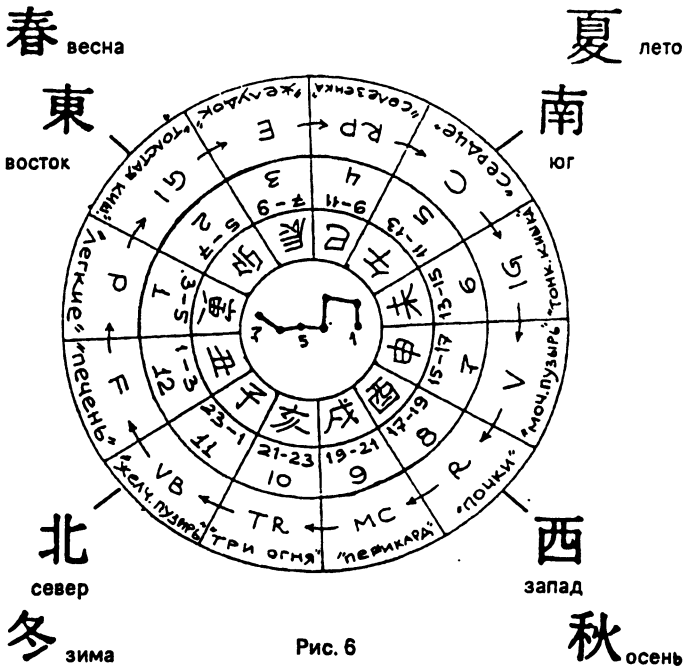 春 весна
夏 лето
東
восток
南
юг
"Легкие"
P
1
3-5
寅
"толстая киш"
GI
2
5-7
卯
"желудок"
E
3
7-9
辰
"селезенка"
RP
4
9-11
巳
"сердце"
C
5
11-13
午
"тонк. кишка"
IG
6
13-15
未
"моч. пузырь"
V
7
15-17
申
"почки"
R
8
17-19
酉
"перикард"
MC
9
19-21
戌
"три огня"
TR
10
21-23
亥
"желч. пузырь"
VB
11
23-1
子
"печень"
F
12
1-3
丑
7
5
1
北
север
西
запад
冬 зима
Рис. 6
秋 осень